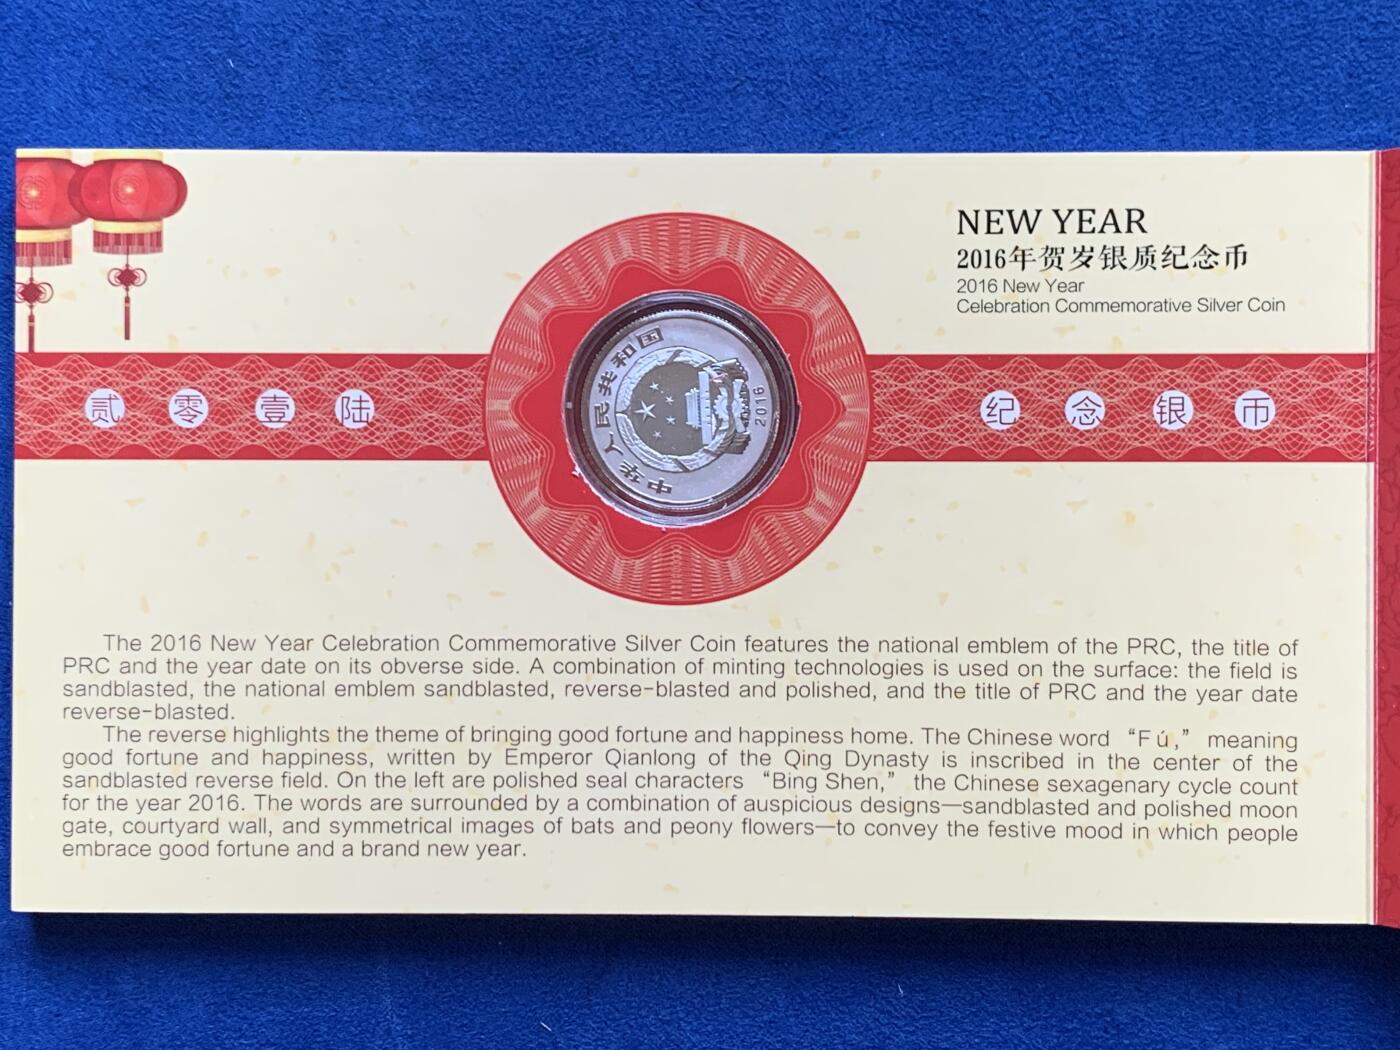 NEW YEAR
2016年贺岁银质纪念币
2016 New Year
Celebration Commemorative Silver Coin
中华人民共和国
2016
贰零壹陆
纪念银币
The 2016 New Year Celebration Commemorative Silver Coin features the national emblem of the PRC, the title of
PRC and the year date on its obverse side. A combination of minting technologies is used on the surface: the field is
sandblasted, the national emblem sandblasted, reverse-blasted and polished, and the title of PRC and the year date
reverse-blasted.
The reverse highlights the theme of bringing good fortune and happiness home. The Chinese word “Fú,” meaning
good fortune and happiness, written by Emperor Qianlong of the Qing Dynasty is inscribed in the center of the
sandblasted reverse field. On the left are polished seal characters “Bing Shen,” the Chinese sexagenary cycle count
for the year 2016. The words are surrounded by a combination of auspicious designs—sandblasted and polished moon
gate, courtyard wall, and symmetrical images of bats and peony flowers—to convey the festive mood in which people
embrace good fortune and a brand new year.